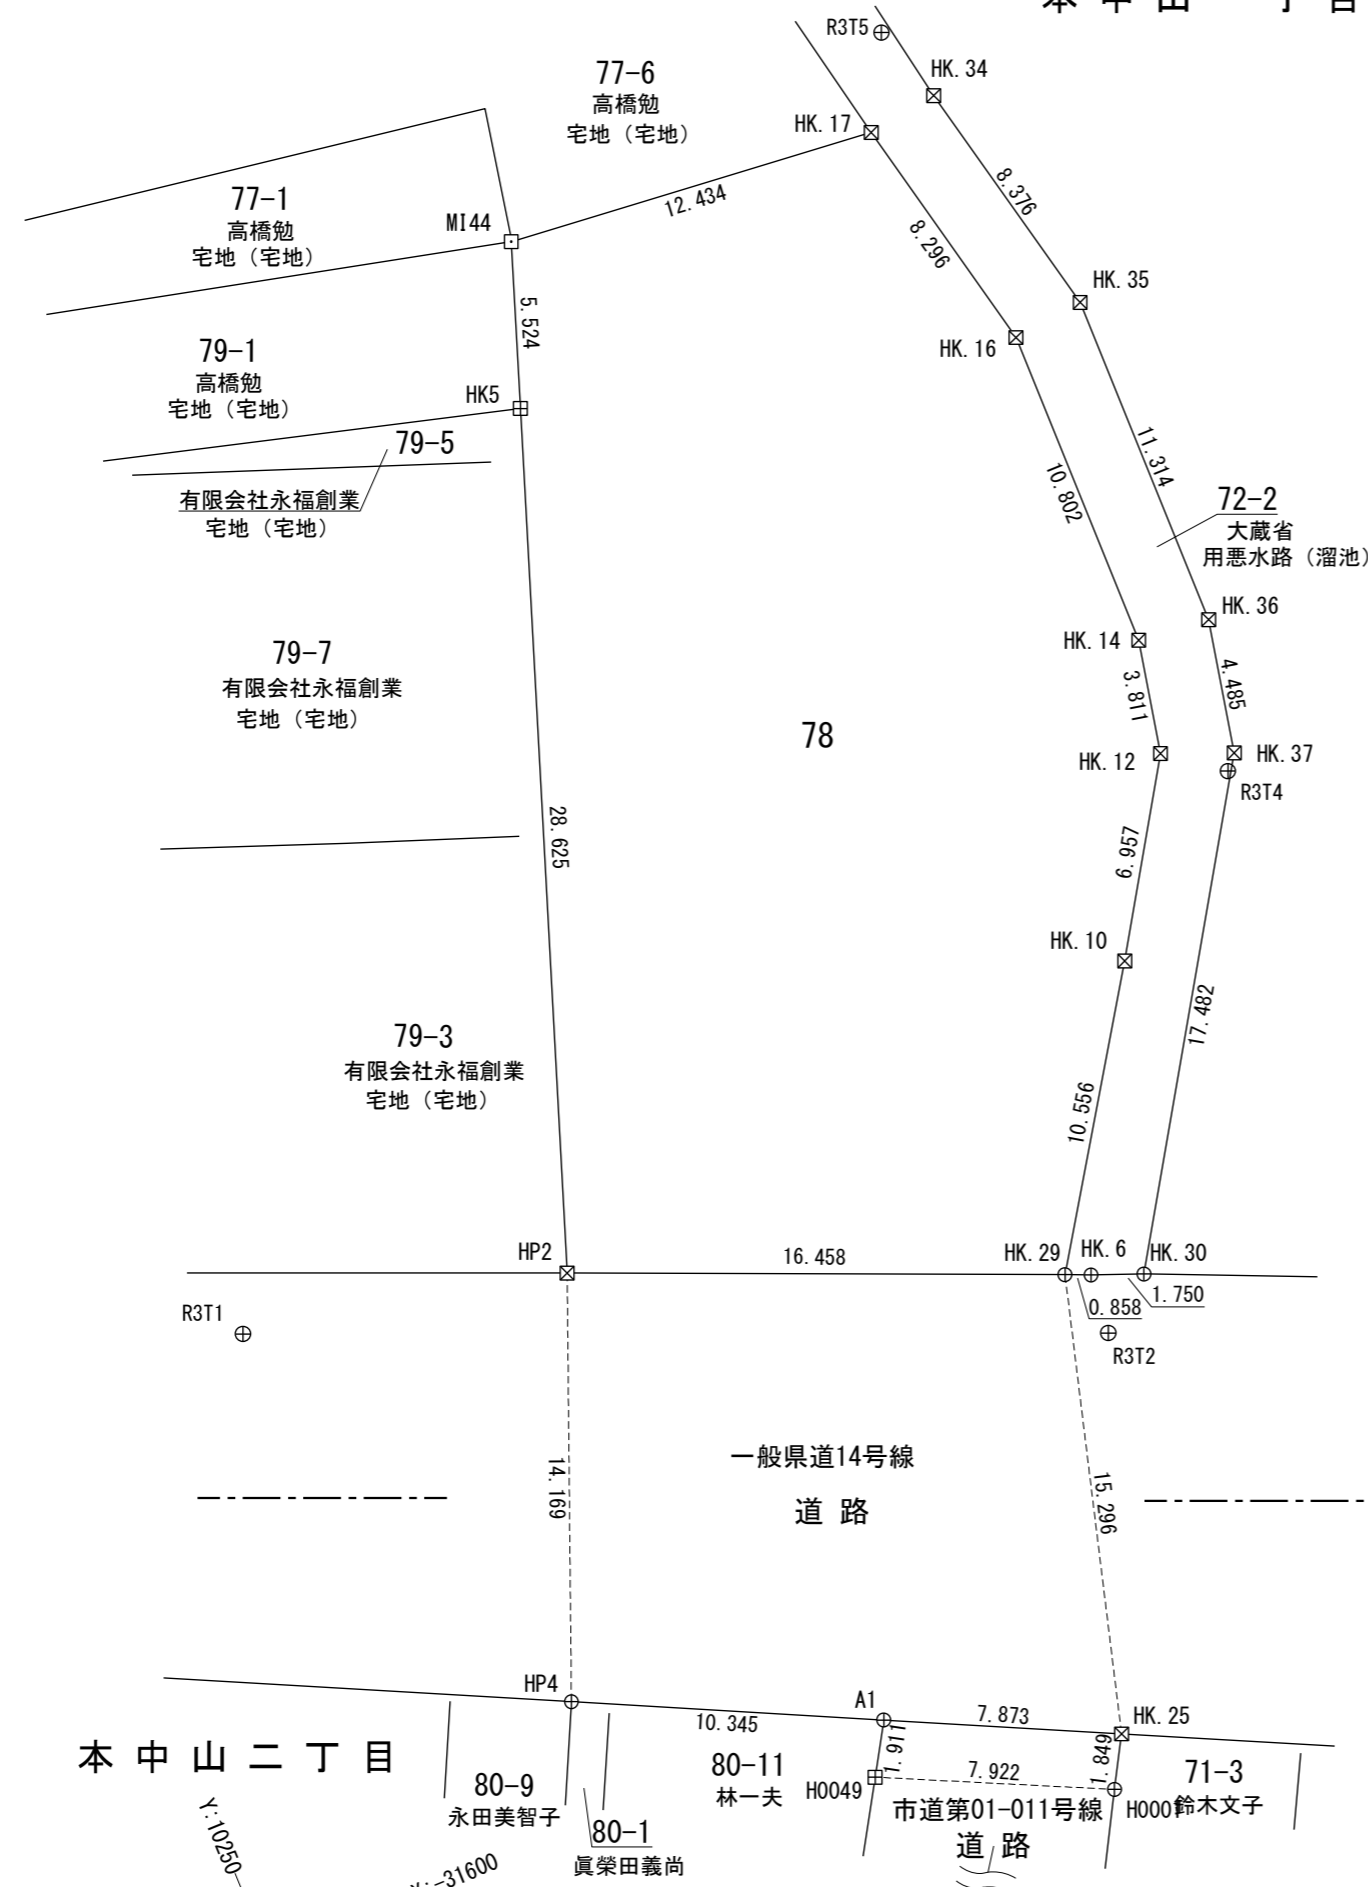 R3T5
HK.34
77-6
高橋勉
宅地（宅地）
HK.17
8.376
12.434
77-1
高橋勉
宅地（宅地）
MI44
8.296
HK.35
5.524
HK.16
79-1
高橋勉
宅地（宅地）
HK5
79-5
11.314
10.802
有限会社永福創業
宅地（宅地）
72-2
大蔵省
用悪水路（溜池）
HK.36
HK.14
79-7
有限会社永福創業
宅地（宅地）
3.811
4.485
78
HK.12
HK.37
R3T4
28.625
6.957
HK.10
17.482
79-3
有限会社永福創業
宅地（宅地）
10.556
HP2
16.458
HK.29
HK.6
HK.30
1.750
0.858
R3T1
R3T2
一般県道14号線
道路
14.169
15.296
HP4
A1
10.345
7.873
HK.25
本中山二丁目
80-11
林一夫
1.911
H0049
7.922
1.849
71-3
鈴木文子
80-9
永田美智子
市道第01-011号線
道路
80-1
眞榮田義尚
Y:10250
-31600